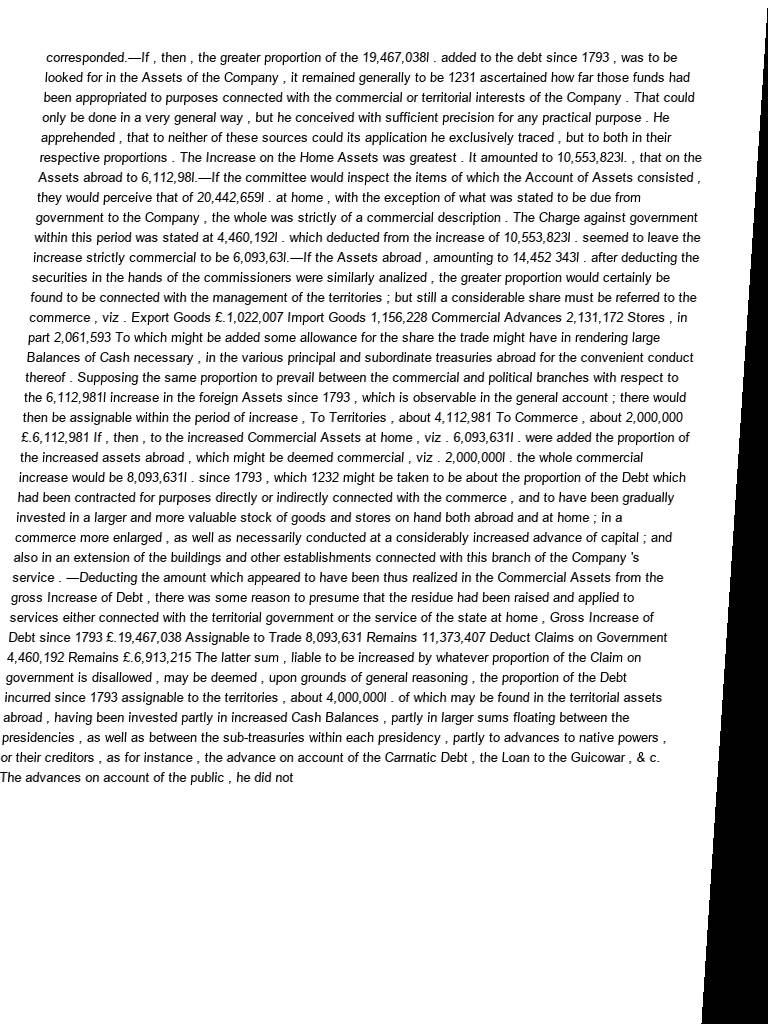 corresponded.—If , then , the greater proportion of the 19,467,038l . added to the debt since 1793 , was to be
looked for in the Assets of the Company , it remained generally to be 1231 ascertained how far those funds had
been appropriated to purposes connected with the commercial or territorial interests of the Company . That could
only be done in a very general way , but he conceived with sufficient precision for any practical purpose . He
apprehended , that to neither of these sources could its application he exclusively traced , but to both in their
respective proportions . The Increase on the Home Assets was greatest . It amounted to 10,553,823l. , that on the
Assets abroad to 6,112,98l.—If the committee would inspect the items of which the Account of Assets consisted ,
they would perceive that of 20,442,659l . at home , with the exception of what was stated to be due from
government to the Company , the whole was strictly of a commercial description . The Charge against government
within this period was stated at 4,460,192l . which deducted from the increase of 10,553,823l . seemed to leave the
increase strictly commercial to be 6,093,63l.—If the Assets abroad , amounting to 14,452 343l . after deducting the
securities in the hands of the commissioners were similarly analized , the greater proportion would certainly be
found to be connected with the management of the territories ; but still a considerable share must be referred to the
commerce , viz . Export Goods £.1,022,007 Import Goods 1,156,228 Commercial Advances 2,131,172 Stores , in
part 2,061,593 To which might be added some allowance for the share the trade might have in rendering large
Balances of Cash necessary , in the various principal and subordinate treasuries abroad for the convenient conduct
thereof . Supposing the same proportion to prevail between the commercial and political branches with respect to
the 6,112,981l increase in the foreign Assets since 1793 , which is observable in the general account ; there would
then be assignable within the period of increase , To Territories , about 4,112,981 To Commerce , about 2,000,000
£.6,112,981 If , then , to the increased Commercial Assets at home , viz . 6,093,631l . were added the proportion of
the increased assets abroad , which might be deemed commercial , viz . 2,000,000l . the whole commercial
increase would be 8,093,631l . since 1793 , which 1232 might be taken to be about the proportion of the Debt which
had been contracted for purposes directly or indirectly connected with the commerce , and to have been gradually
invested in a larger and more valuable stock of goods and stores on hand both abroad and at home ; in a
commerce more enlarged , as well as necessarily conducted at a considerably increased advance of capital ; and
also in an extension of the buildings and other establishments connected with this branch of the Company 's
service . —Deducting the amount which appeared to have been thus realized in the Commercial Assets from the
gross Increase of Debt , there was some reason to presume that the residue had been raised and applied to
services either connected with the territorial government or the service of the state at home , Gross Increase of
Debt since 1793 £.19,467,038 Assignable to Trade 8,093,631 Remains 11,373,407 Deduct Claims on Government
4,460,192 Remains £.6,913,215 The latter sum , liable to be increased by whatever proportion of the Claim on
government is disallowed , may be deemed , upon grounds of general reasoning , the proportion of the Debt
incurred since 1793 assignable to the territories , about 4,000,000l . of which may be found in the territorial assets
abroad , having been invested partly in increased Cash Balances , partly in larger sums floating between the
presidencies , as well as between the sub-treasuries within each presidency , partly to advances to native powers ,
or their creditors , as for instance , the advance on account of the Carrnatic Debt , the Loan to the Guicowar , & c.
The advances on account of the public , he did not